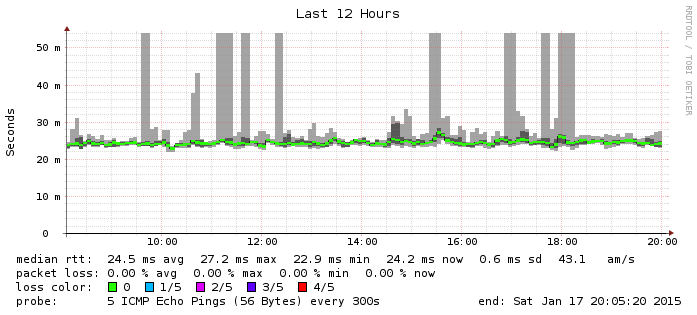 Last 12 Hours
RRDTOOL / TOBI OETIKER
Seconds
50 m
40 m
30 m
20 m
10 m
0
10:00 12:00 14:00 16:00 18:00 20:00
median rtt: 24.5 ms avg 27.2 ms max 22.9 ms min 24.2 ms now 0.6 ms sd 43.1 am/s
packet loss: 0.00 % avg 0.00 % max 0.00 % min 0.00 % now
loss color: 0 1/5 2/5 3/5 4/5
probe: 5 ICMP Echo Pings (56 Bytes) every 300s end: Sat Jan 17 20:05:20 2015